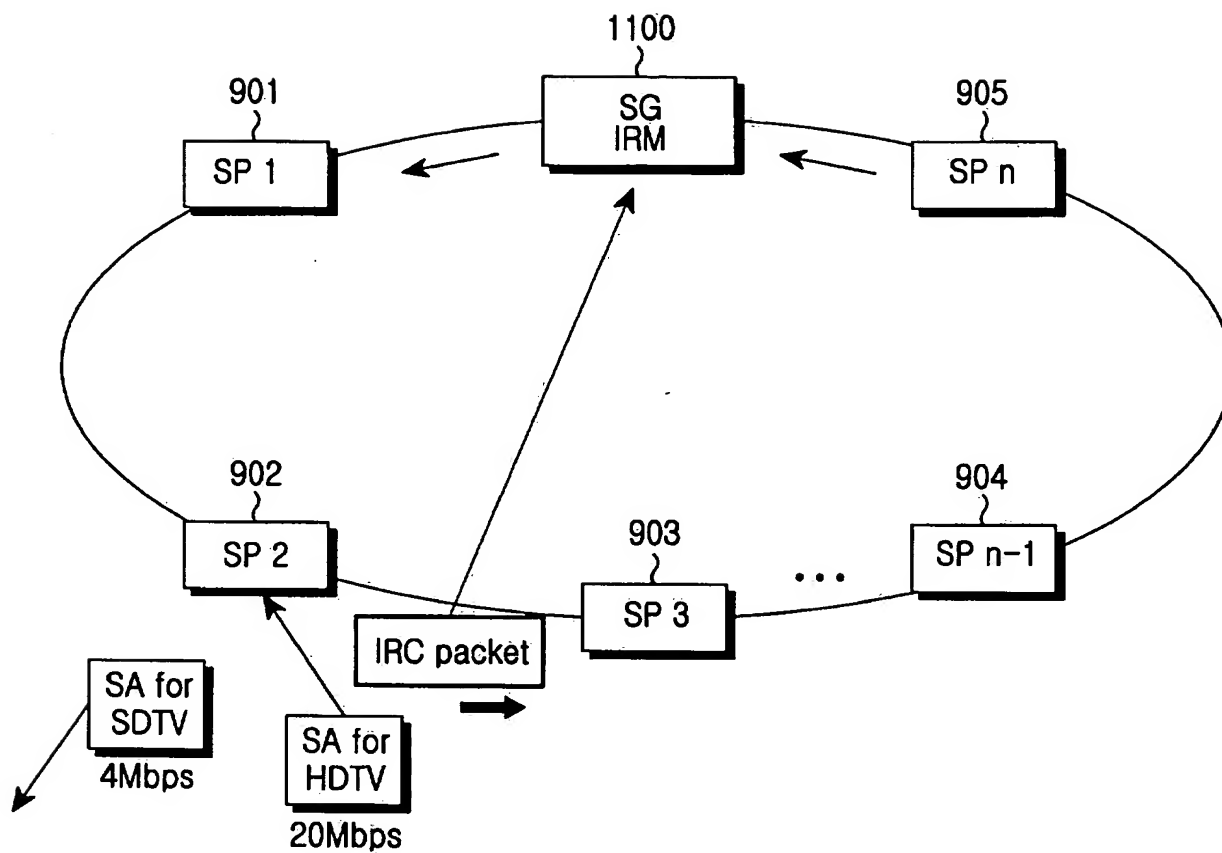 1100
901
SG
IRM
905
SP 1
SP n
902
904
903
SP 2
SP n-1
...
SP 3
IRC packet
SA for
SDTV
4Mbps
SA for
HDTV
20Mbps